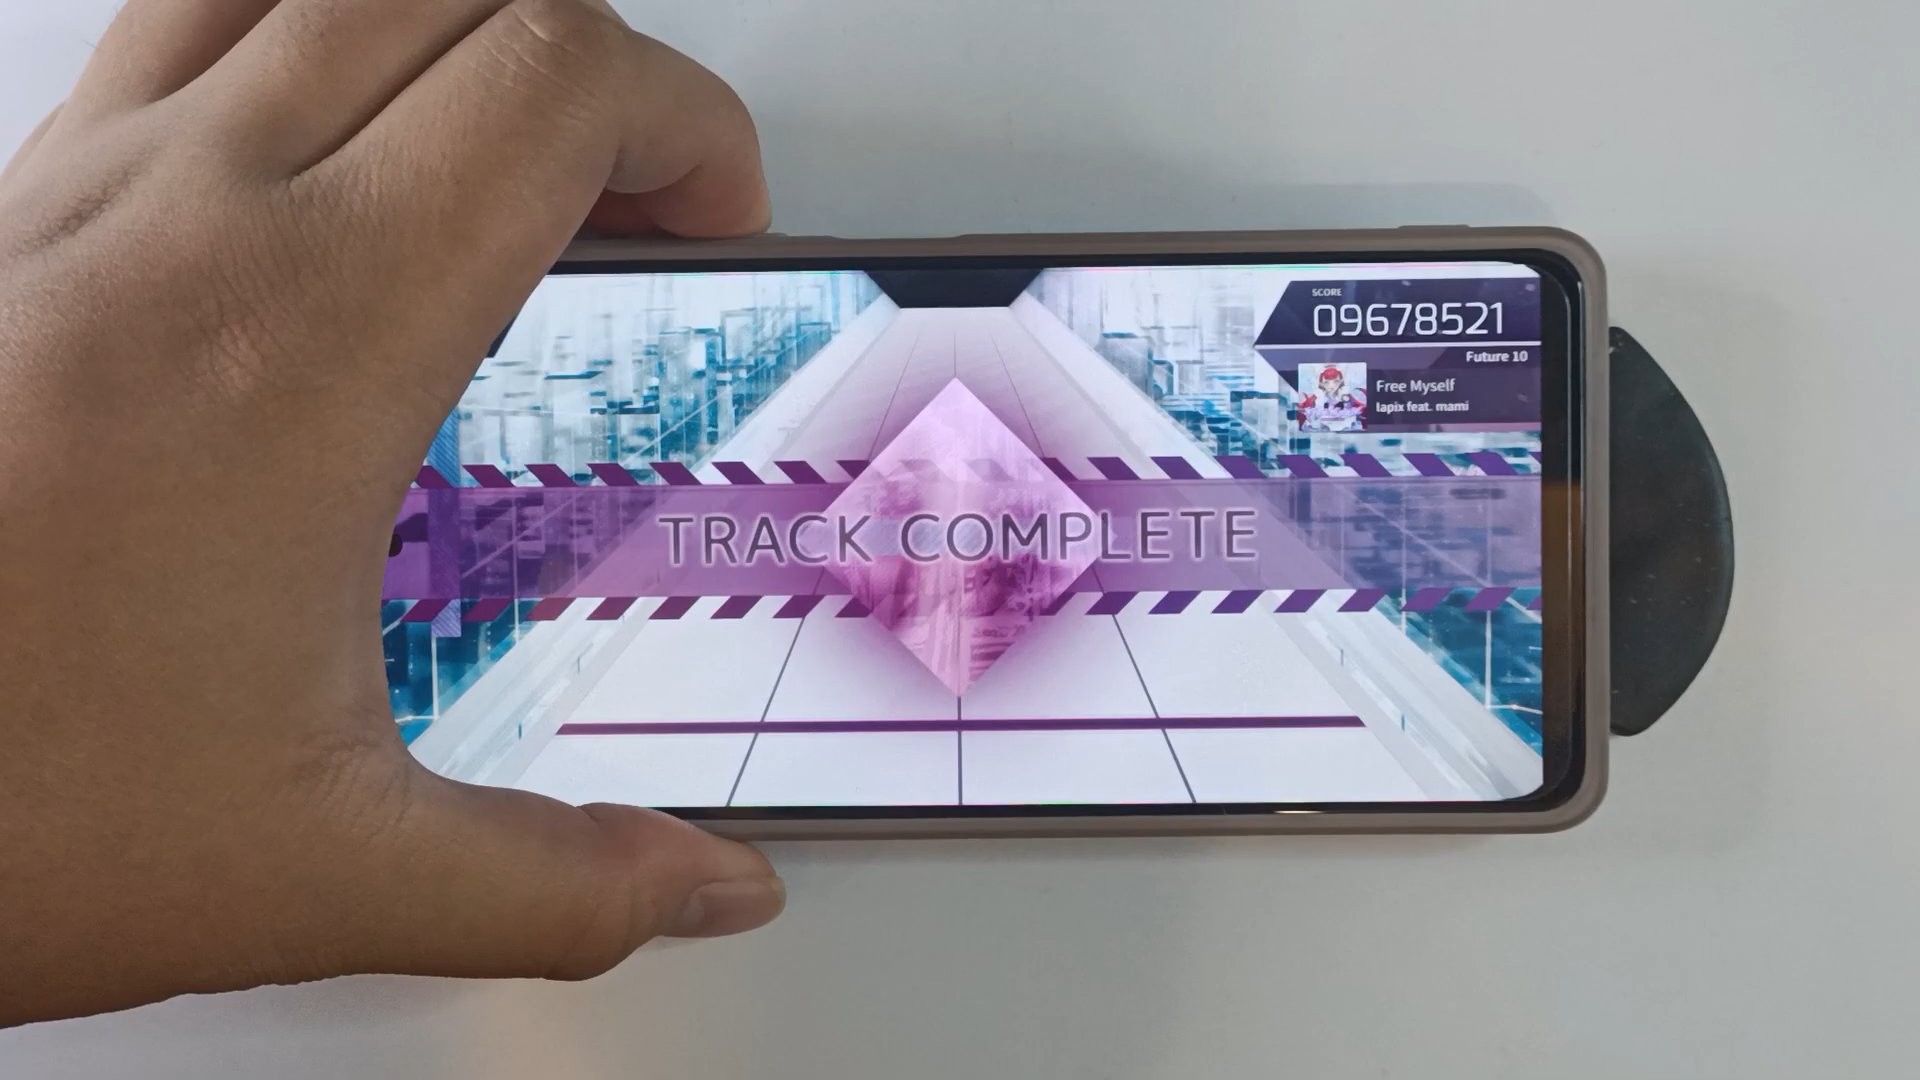 SCORE
09678521
Future 10
Free Myself
lapix feat. mami
TRACK COMPLETE